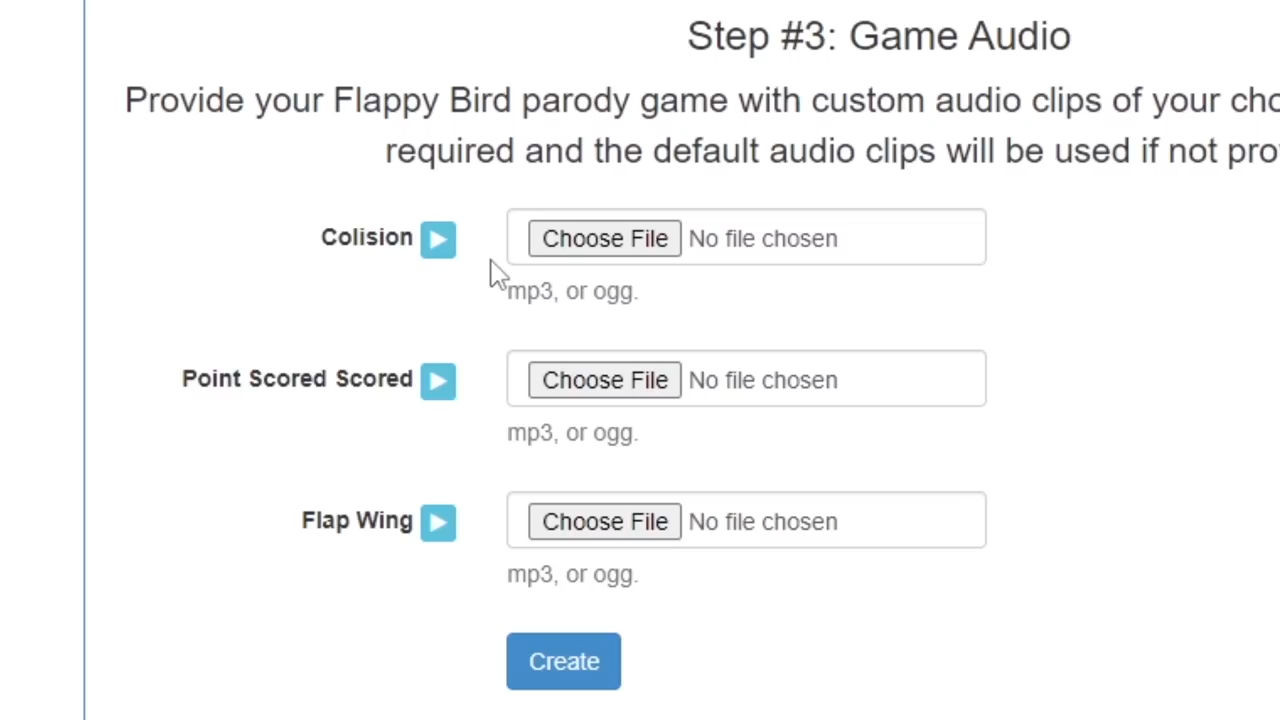 Step #3: Game Audio
Provide your Flappy Bird parody game with custom audio clips of your
required and the default audio clips will be used if not
Colision Choose File No file chosen
mp3, or ogg.
Point Scored Scored Choose File No file chosen
mp3, or ogg.
Flap Wing Choose File No file chosen
mp3, or ogg.
Create